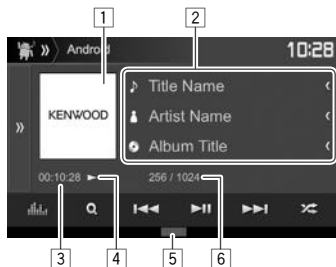 1
2
Android
10:28
KENWOOD
Title Name
Artist Name
Album Title
00:10:28
256 / 1024
3
4
5
6